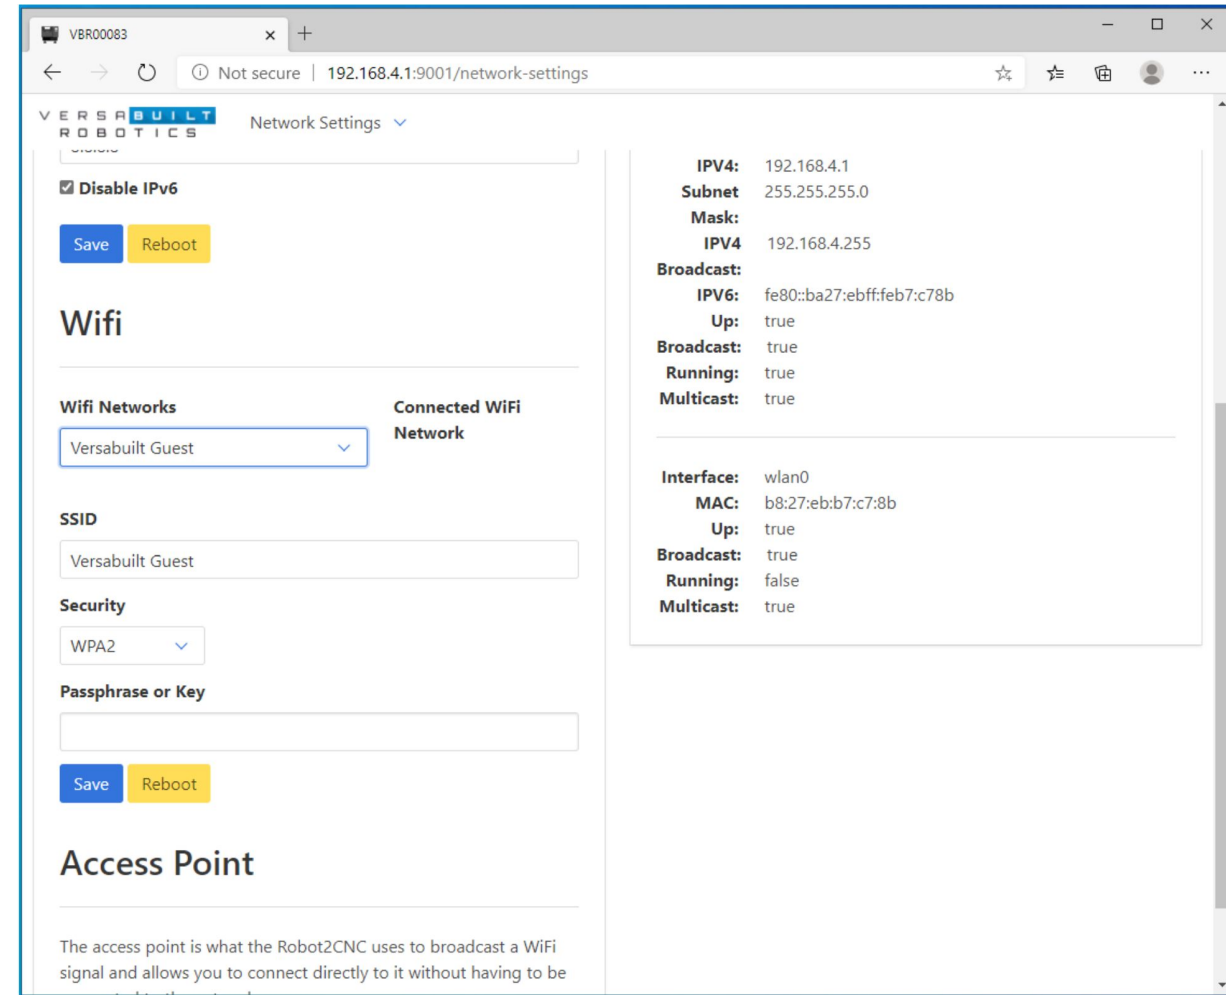 VBR00083
Not secure | 192.168.4.1:9001/network-settings
VERSABUILT
ROBOTICS
Network Settings
Disable IPv6
Save Reboot
Wifi
Wifi Networks
Versabuilt Guest
Connected WiFi
Network
SSID
Versabuilt Guest
Security
WPA2
Passphrase or Key
Save Reboot
Access Point
The access point is what the Robot2CNC uses to broadcast a WiFi
signal and allows you to connect directly to it without having to be
IPV4: 192.168.4.1
Subnet 255.255.255.0
Mask:
IPV4 192.168.4.255
Broadcast:
IPV6: fe80::ba27:ebff:feb7:c78b
Up: true
Broadcast: true
Running: true
Multicast: true
Interface: wlan0
MAC: b8:27:eb:b7:c7:8b
Up: true
Broadcast: true
Running: false
Multicast: true